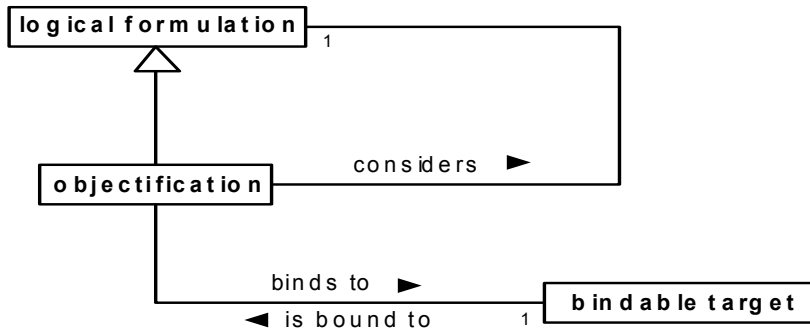 logical formulation
1
considers ►
objectification
binds to ►
bindable target
◄ is bound to
1